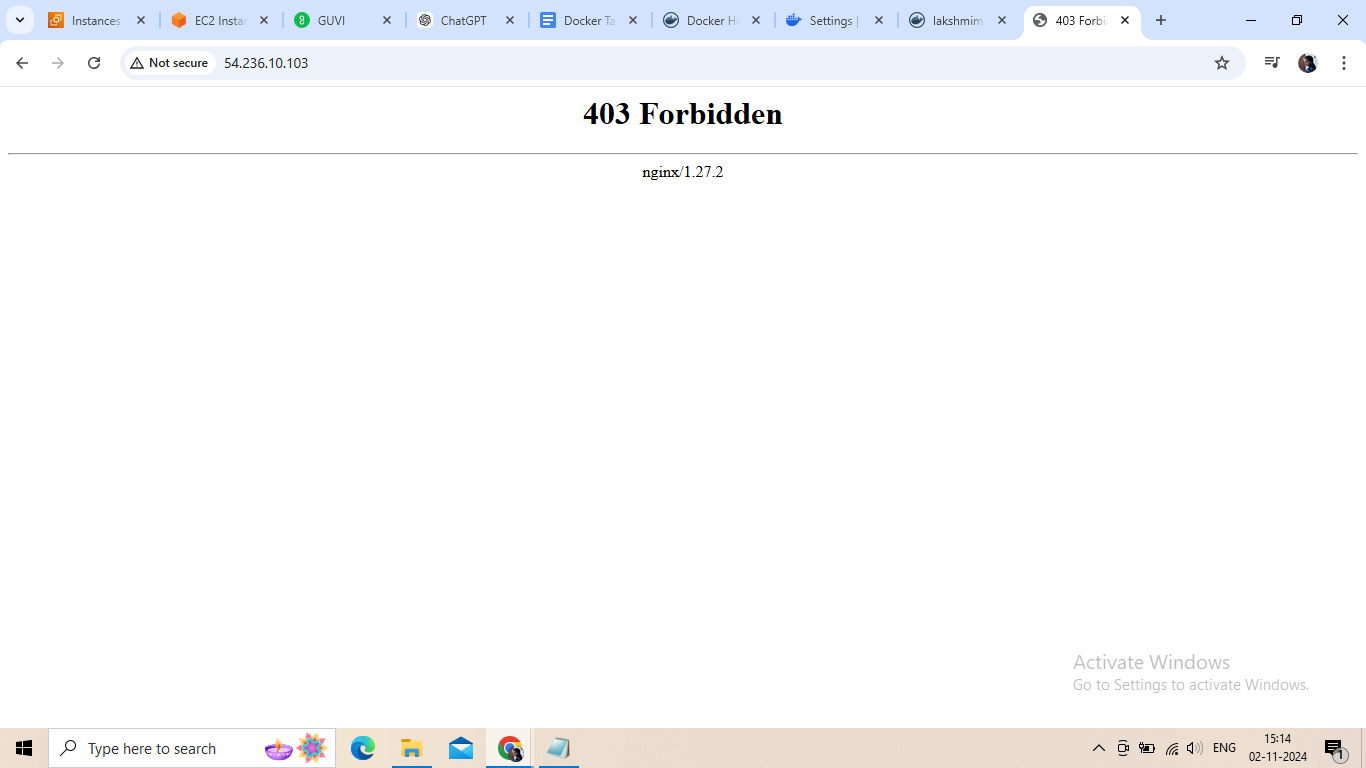 Instances
EC2 Insta
GUVI
ChatGPT
Docker Ta
Docker H
Settings |
lakshmim
403 Forbi
Not secure
54.236.10.103
403 Forbidden
nginx/1.27.2
Activate Windows
Go to Settings to activate Windows.
Type here to search
ENG
15:14
02-11-2024
1